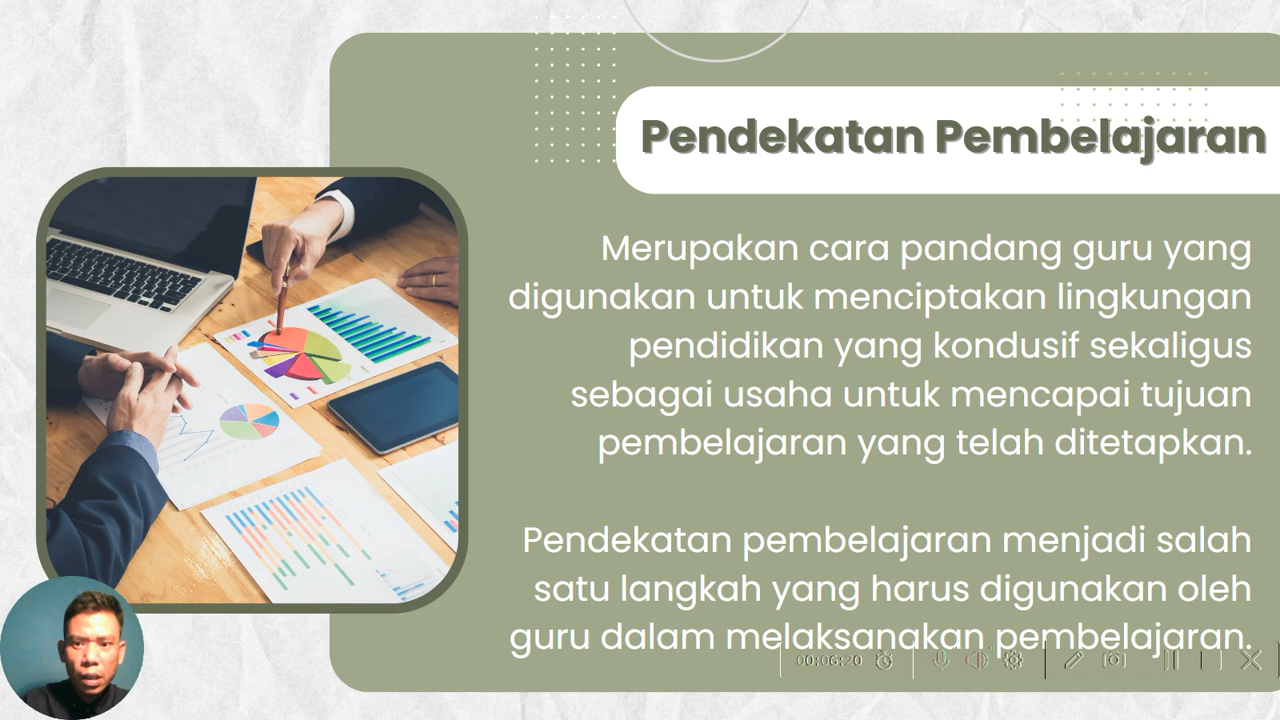 Pendekatan Pembelajaran
Merupakan cara pandang guru yang
digunakan untuk menciptakan lingkungan
pendidikan yang kondusif sekaligus
sebagai usaha untuk mencapai tujuan
pembelajaran yang telah ditetapkan.
Pendekatan pembelajaran menjadi salah
satu langkah yang harus digunakan oleh
guru dalam melaksanakan pembelajaran.
00:06:20